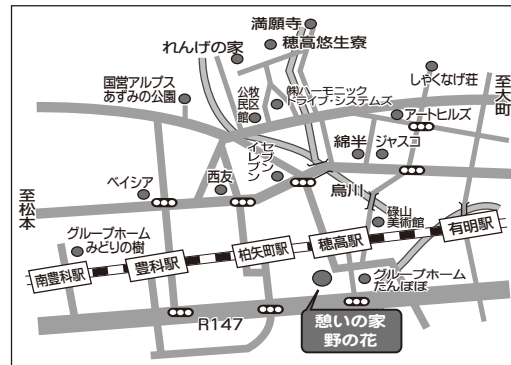 満願寺
穂高悠生寮
れんげの家
しゃくなげ荘
至大町
国営アルプス
あずみの公園
牧区
公民館
㈱ハーモニック
ドライブ・システムズ
アートヒルズ
綿半
ジャスコ
セブン
イレブン
烏川
ベイシア
西友
至松本
碌山
美術館
有明駅
グループホーム
みどりの樹
穂高駅
柏矢町駅
豊科駅
南豊科駅
グループホーム
たんぽぽ
R147
憩いの家
野の花